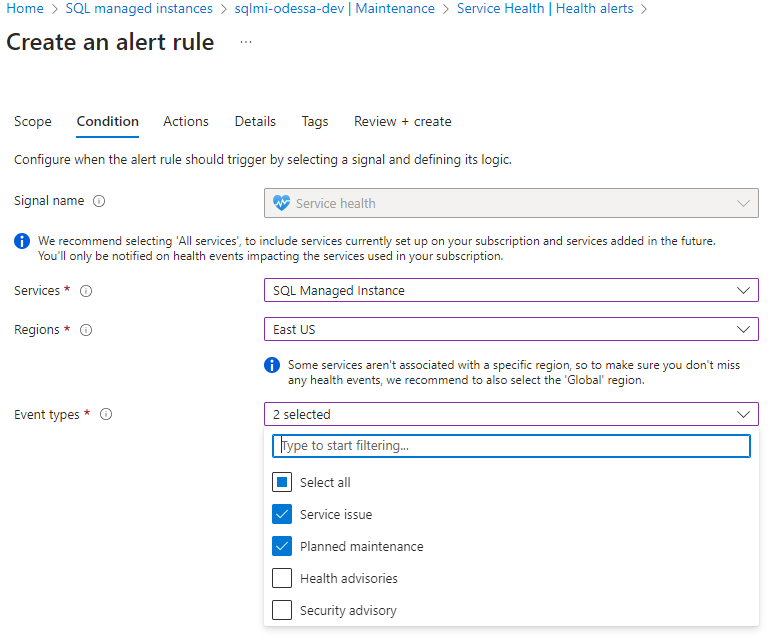 Home > SQL managed instances > sqlmi-odessa-dev | Maintenance > Service Health | Health alerts >
Create an alert rule ...
Scope Condition Actions Details Tags Review + create
Configure when the alert rule should trigger by selecting a signal and defining its logic.
Signal name Service health
We recommend selecting 'All services', to include services currently set up on your subscription and services added in the future.
You'll only be notified on health events impacting the services used in your subscription.
Services * SQL Managed Instance
Regions * East US
Some services aren't associated with a specific region, so to make sure you don't miss
any health events, we recommend to also select the 'Global' region.
Event types * 2 selected
Type to start filtering...
Select all
Service issue
Planned maintenance
Health advisories
Security advisory